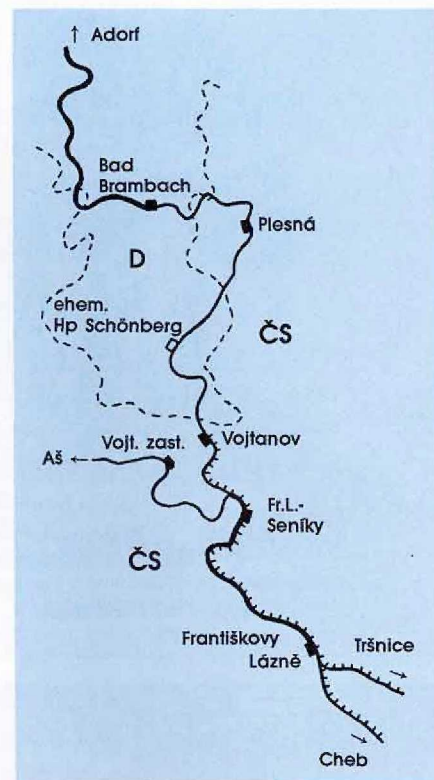 ↑ Adorf
Bad
Brambach
Plesná
D
ehem.
Hp Schönberg
ČS
Vojt. zast.
Vojtanov
Aš ←
Fr.L.-
Seníky
ČS
Františkovy
Lázně
Tršnice
→
→
Cheb